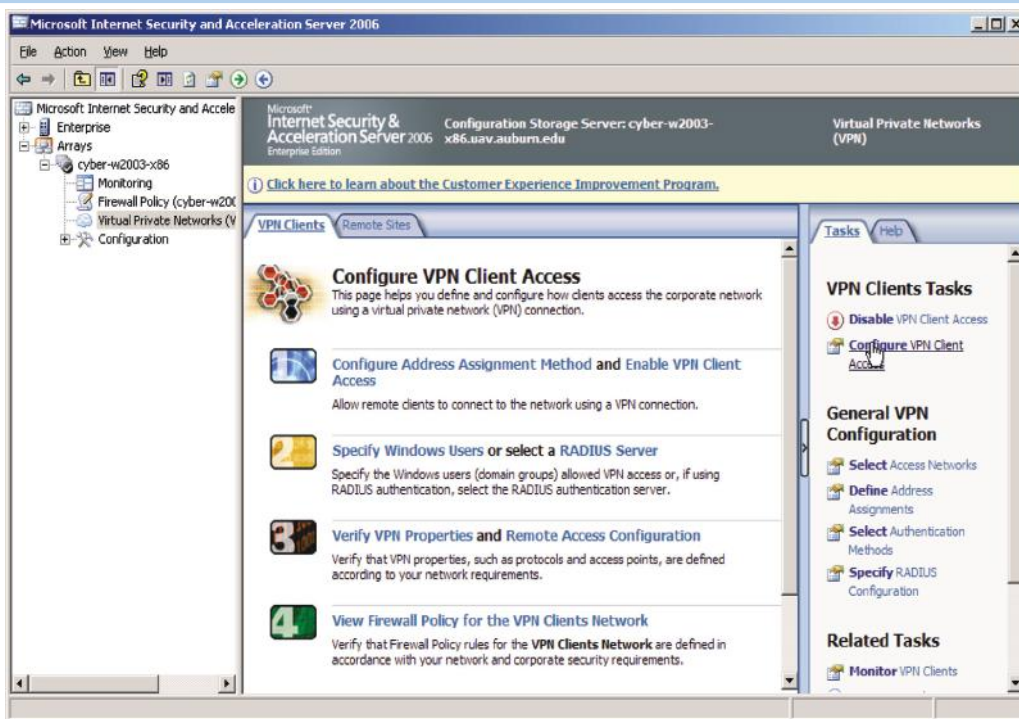 Microsoft Internet Security and Acceleration Server 2006
File Action View Help
Microsoft Internet Security and Accele
Enterprise
Arrays
cyber-w2003-x86
Monitoring
Firewall Policy (cyber-w200
Virtual Private Networks (V
Configuration
Microsoft
Internet Security &
Acceleration Server 2006
Enterprise Edition
Configuration Storage Server: cyber-w2003-
x86.uav.auburn.edu
Virtual Private Networks
(VPN)
Click here to learn about the Customer Experience Improvement Program.
VPN Clients Remote Sites
Configure VPN Client Access
This page helps you define and configure how clients access the corporate network
using a virtual private network (VPN) connection.
1
Configure Address Assignment Method and Enable VPN Client
Access
Allow remote clients to connect to the network using a VPN connection.
2
Specify Windows Users or select a RADIUS Server
Specify the Windows users (domain groups) allowed VPN access or, if using
RADIUS authentication, select the RADIUS authentication server.
3
Verify VPN Properties and Remote Access Configuration
Verify that VPN properties, such as protocols and access points, are defined
according to your network requirements.
4
View Firewall Policy for the VPN Clients Network
Verify that Firewall Policy rules for the VPN Clients Network are defined in
accordance with your network and corporate security requirements.
Tasks Help
VPN Clients Tasks
Disable VPN Client Access
Configure VPN Client
Access
General VPN
Configuration
Select Access Networks
Define Address
Assignments
Select Authentication
Methods
Specify RADIUS
Configuration
Related Tasks
Monitor VPN Clients